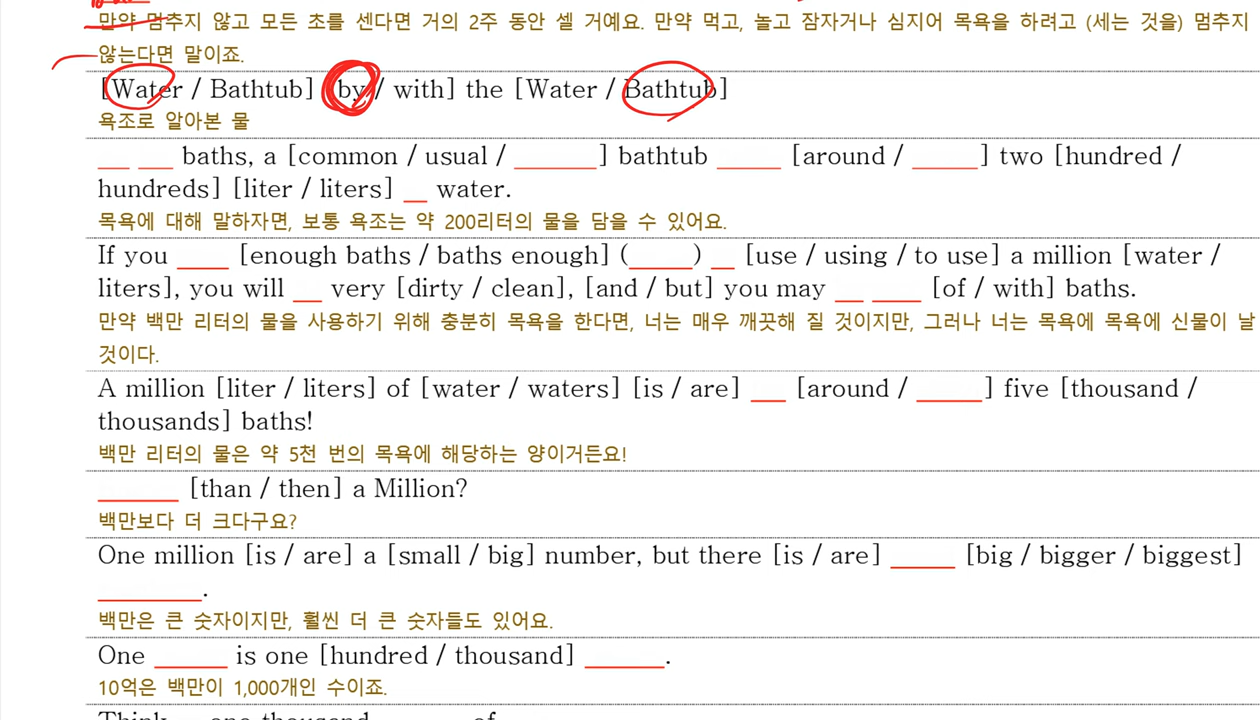 만약 멈추지 않고 모든 초를 센다면 거의 2주 동안 셀 거예요. 만약 먹고, 놀고 잠자거나 심지어 목욕을 하려고 (세는 것을) 멈추지
않는다면 말이죠.
[Water / Bathtub] [by / with] the [Water / Bathtub]
욕조로 알아본 물
__ __ baths, a [common / usual / ______] bathtub _____ [around / _____] two [hundred /
hundreds] [liter / liters] __ water.
목욕에 대해 말하자면, 보통 욕조는 약 200리터의 물을 담을 수 있어요.
If you ____ [enough baths / baths enough] (_____) __ [use / using / to use] a million [water /
liters], you will __ very [dirty / clean], [and / but] you may __ ____ [of / with] baths.
만약 백만 리터의 물을 사용하기 위해 충분히 목욕을 한다면, 너는 매우 깨끗해 질 것이지만, 그러나 너는 목욕에 목욕에 신물이 날
것이다.
A million [liter / liters] of [water / waters] [is / are] ___ [around / _____] five [thousand /
thousands] baths!
백만 리터의 물은 약 5천 번의 목욕에 해당하는 양이거든요!
______ [than / then] a Million?
백만보다 더 크다구요?
One million [is / are] a [small / big] number, but there [is / are] _____ [big / bigger / biggest]
________.
백만은 큰 숫자이지만, 훨씬 더 큰 숫자들도 있어요.
One ______ is one [hundred / thousand] ______.
10억은 백만이 1,000개인 수이죠.
Think __ one thousand ______ of